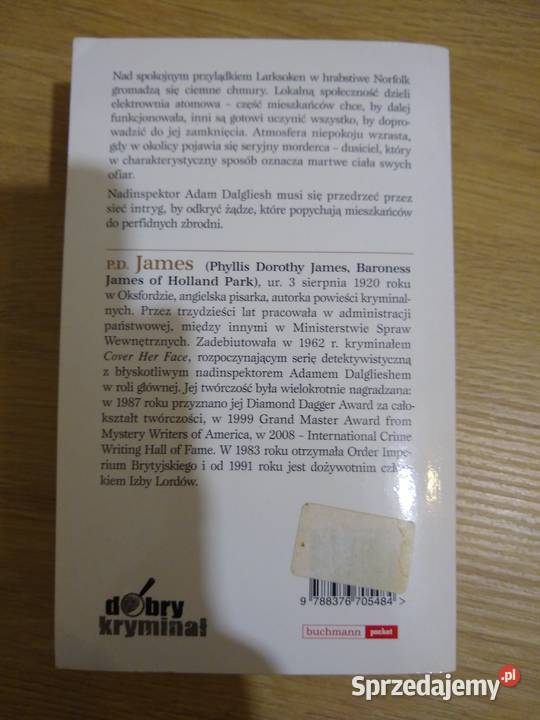 Nad spokojnym przylądkiem Larksoken w hrabstwie Norfolk
gromadzą się ciemne chmury. Lokalną społeczność dzieli
elektrownia atomowa – część mieszkańców chce, by dalej
funkcjonowała, inni są gotowi uczynić wszystko, by dopro-
wadzić do jej zamknięcia. Atmosfera niepokoju wzrasta,
gdy w okolicy pojawia się seryjny morderca – dusiciel, który
w charakterystyczny sposób oznacza martwe ciała swych
ofiar.
Nadinspektor Adam Dalgliesh musi się przedrzeć przez
sieć intryg, by odkryć żądze, które popychają mieszkańców
do perfidnych zbrodni.
P.D. James (Phyllis Dorothy James, Baroness
James of Holland Park), ur. 3 sierpnia 1920 roku
w Oksfordzie, angielska pisarka, autorka powieści kryminal-
nych. Przez trzydzieści lat pracowała w administracji
państwowej, między innymi w Ministerstwie Spraw
Wewnętrznych. Zadebiutowała w 1962 r. kryminałem
Cover Her Face, rozpoczynającym serię detektywistyczną
z błyskotliwym nadinspektorem Adamem Dalglieshem
w roli głównej. Jej twórczość była wielokrotnie nagradzana:
w 1987 roku przyznano jej Diamond Dagger Award za cało-
kształt twórczości, w 1999 Grand Master Award from
Mystery Writers of America, w 2008 – International Crime
Writing Hall of Fame. W 1983 roku otrzymała Order Impe-
rium Brytyjskiego i od 1991 roku jest dożywotnim człon-
kiem Izby Lordów.
dobry
kryminał
9 788376 705484 >
buchmann pocket
Sprzedajemy.pl